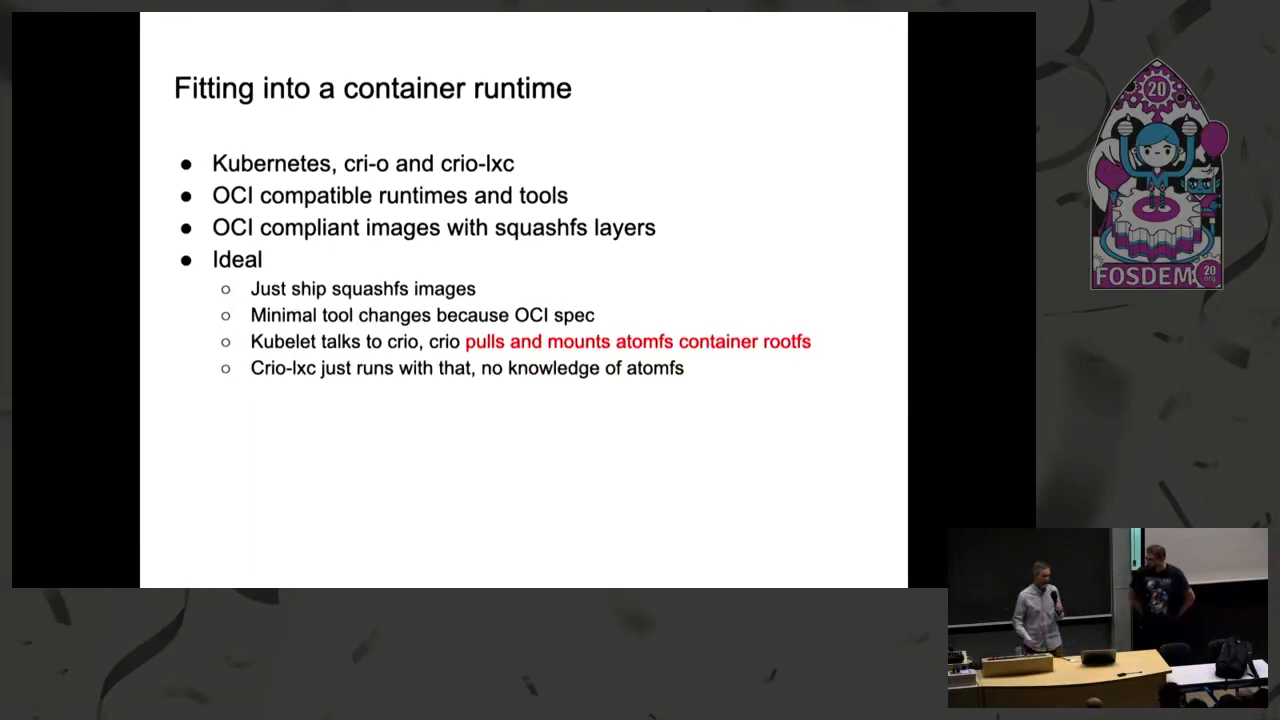 Fitting into a container runtime
● Kubernetes, cri-o and crio-lxc
● OCI compatible runtimes and tools
● OCI compliant images with squashfs layers
● Ideal
○ Just ship squashfs images
○ Minimal tool changes because OCI spec
○ Kubelet talks to crio, crio pulls and mounts atomfs container rootfs
○ Crio-lxc just runs with that, no knowledge of atomfs
20
FOSDEM
20
.org